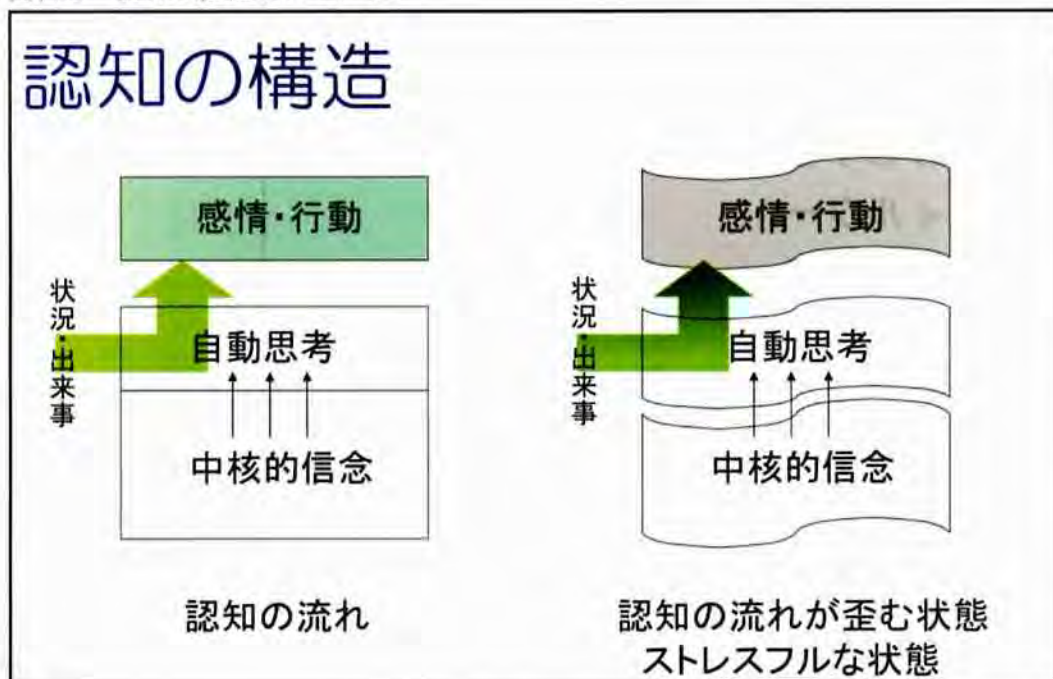 認知の構造
感情・行動
状況・出来事
自動思考
中核的信念
認知の流れ
感情・行動
状況・出来事
自動思考
中核的信念
認知の流れが歪む状態
ストレスフルな状態